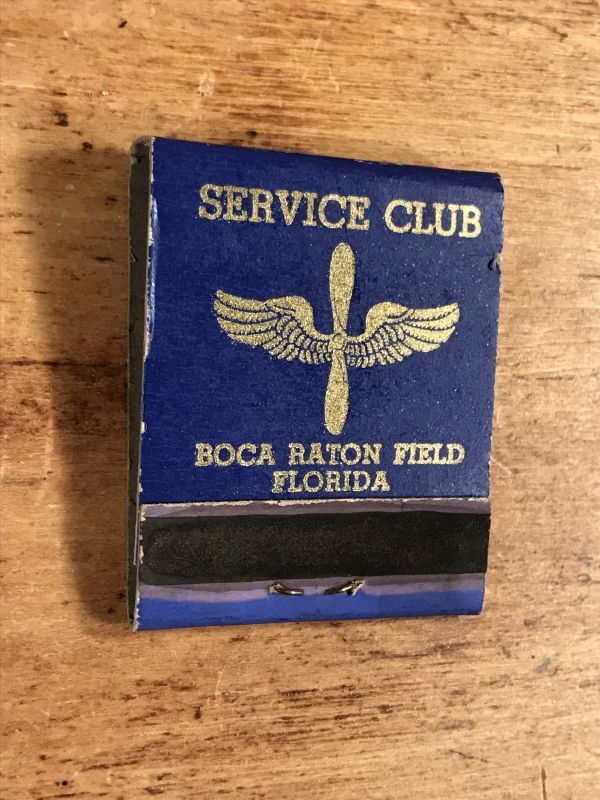 SERVICE CLUB
BOCA RATON FIELD
FLORIDA